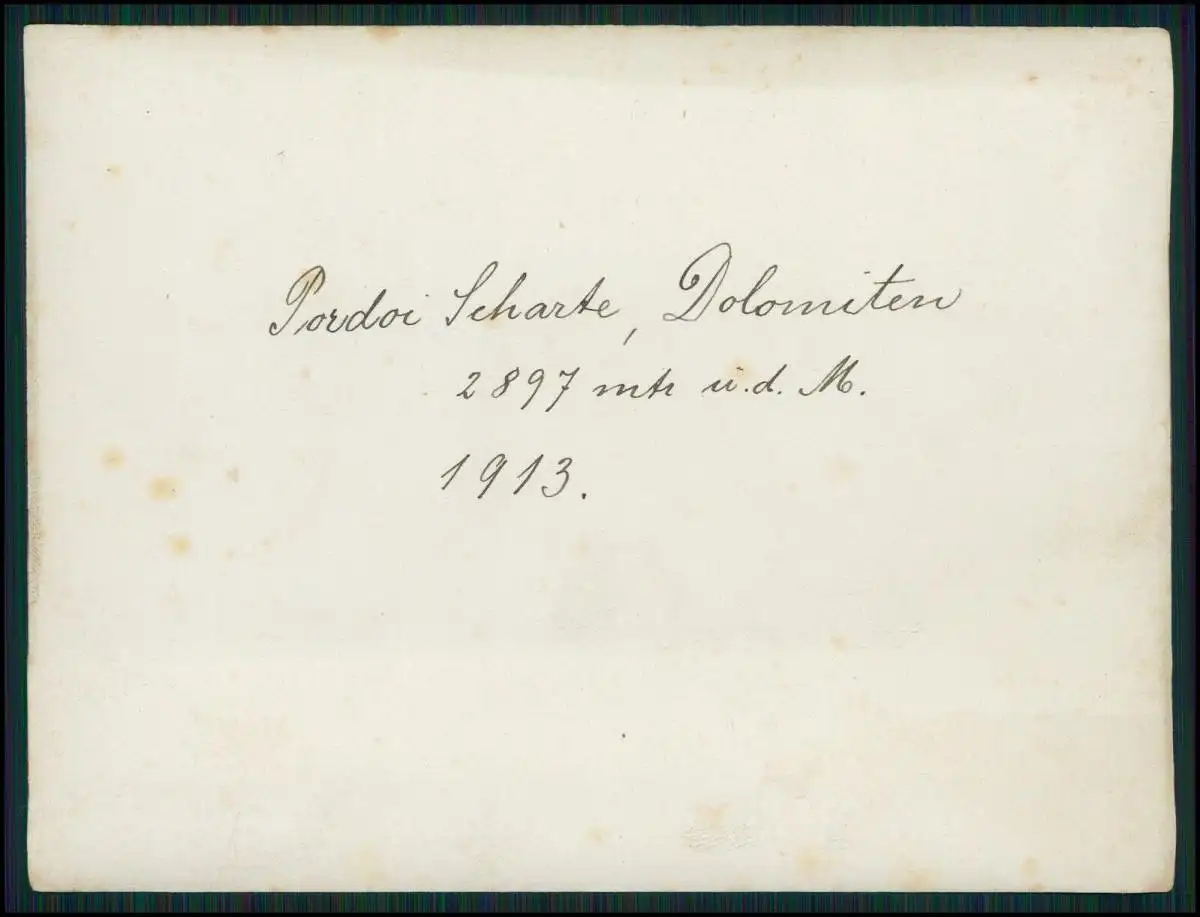 Pordoi Scharte, Dolomiten
2897 mtr ü.d. M.
1913.